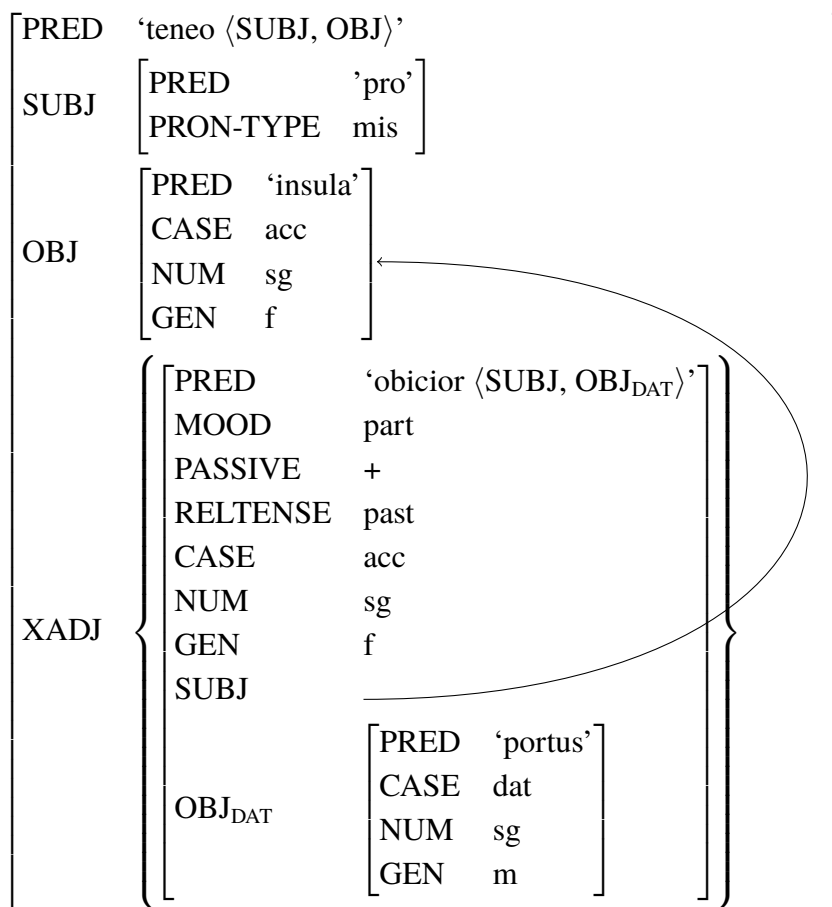 PRED ‘teneo ⟨SUBJ, OBJ⟩’
SUBJ
PRED ’pro’
PRON-TYPE mis
OBJ
PRED ‘insula’
CASE acc
NUM sg
GEN f
XADJ
PRED ‘obicior ⟨SUBJ, OBJ_DAT⟩’
MOOD part
PASSIVE +
RELTENSE past
CASE acc
NUM sg
GEN f
SUBJ
OBJ_DAT
PRED ‘portus’
CASE dat
NUM sg
GEN m